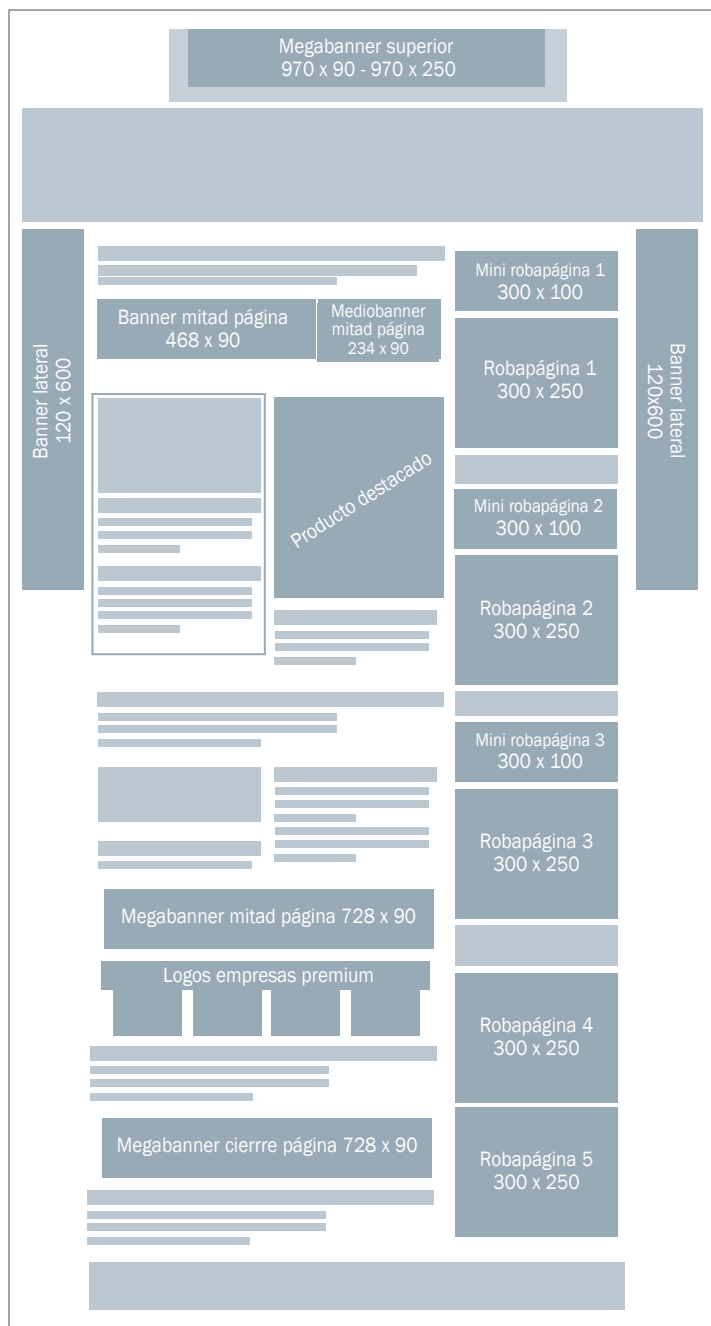 Megabanner superior
970 x 90 - 970 x 250
Banner lateral
120 x 600
Banner mitad página
468 x 90
Mediobanner
mitad página
234 x 90
Mini robapágina 1
300 x 100
Robapágina 1
300 x 250
Banner lateral
120x600
Producto destacado
Mini robapágina 2
300 x 100
Robapágina 2
300 x 250
Mini robapágina 3
300 x 100
Robapágina 3
300 x 250
Megabanner mitad página 728 x 90
Logos empresas premium
Robapágina 4
300 x 250
Megabanner cierrre página 728 x 90
Robapágina 5
300 x 250